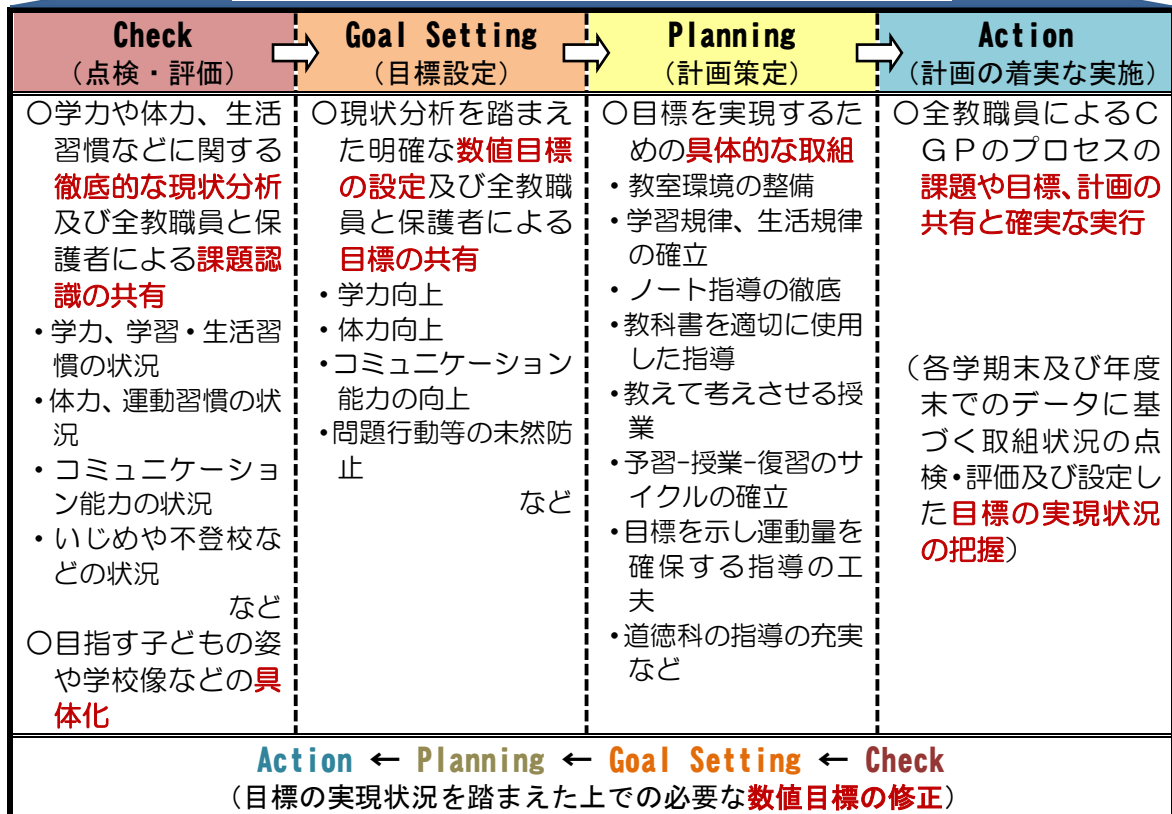 Check
（点検・評価）
〇学力や体力、生活
習慣などに関する
徹底的な現状分析
及び全教職員と保
護者による課題認
識の共有
・学力、学習・生活習
慣の状況
・体力、運動習慣の状
況
・コミュニケーショ
ン能力の状況
・いじめや不登校な
どの状況
など
〇目指す子どもの姿
や学校像などの具
体化
Goal Setting
（目標設定）
〇現状分析を踏まえ
た明確な数値目標
の設定及び全教職
員と保護者による
目標の共有
・学力向上
・体力向上
・コミュニケーション
能力の向上
・問題行動等の未然防
止
など
Planning
（計画策定）
〇目標を実現するた
めの具体的な取組
・教室環境の整備
・学習規律、生活規律
の確立
・ノート指導の徹底
・教科書を適切に使用
した指導
・教えて考えさせる授
業
・予習-授業-復習のサ
イクルの確立
・目標を示し運動量を
確保する指導の工
夫
・道徳科の指導の充実
など
Action
（計画の着実な実施）
〇全教職員によるＣ
ＧＰのプロセスの
課題や目標、計画の
共有と確実な実行
（各学期末及び年度
末でのデータに基
づく取組状況の点
検・評価及び設定し
た目標の実現状況
の把握）
Action ← Planning ← Goal Setting ← Check
（目標の実現状況を踏まえた上での必要な数値目標の修正）